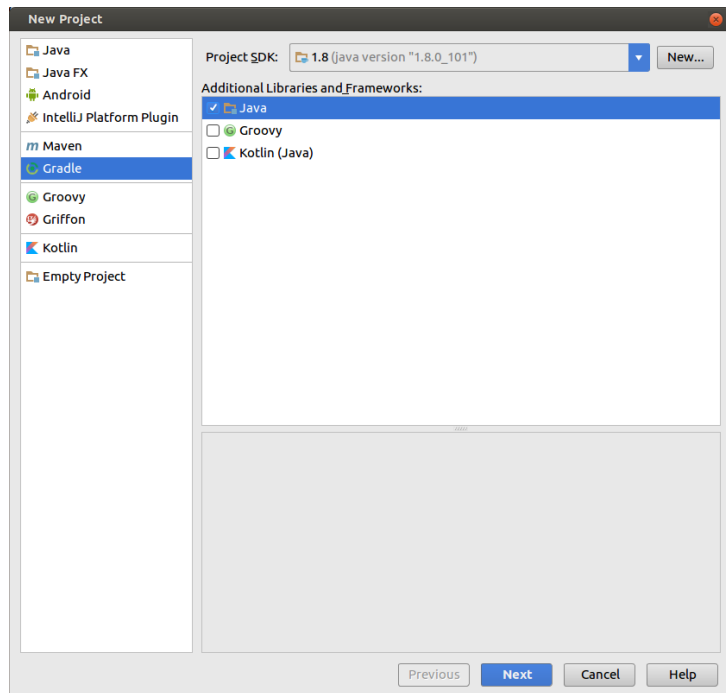 New Project
Java
Java FX
Android
IntelliJ Platform Plugin
m Maven
Gradle
G Groovy
Griffon
Kotlin
Empty Project
Project SDK: 1.8 (java version "1.8.0_101") New...
Additional Libraries and Frameworks:
Java
G Groovy
Kotlin (Java)
Previous Next Cancel Help